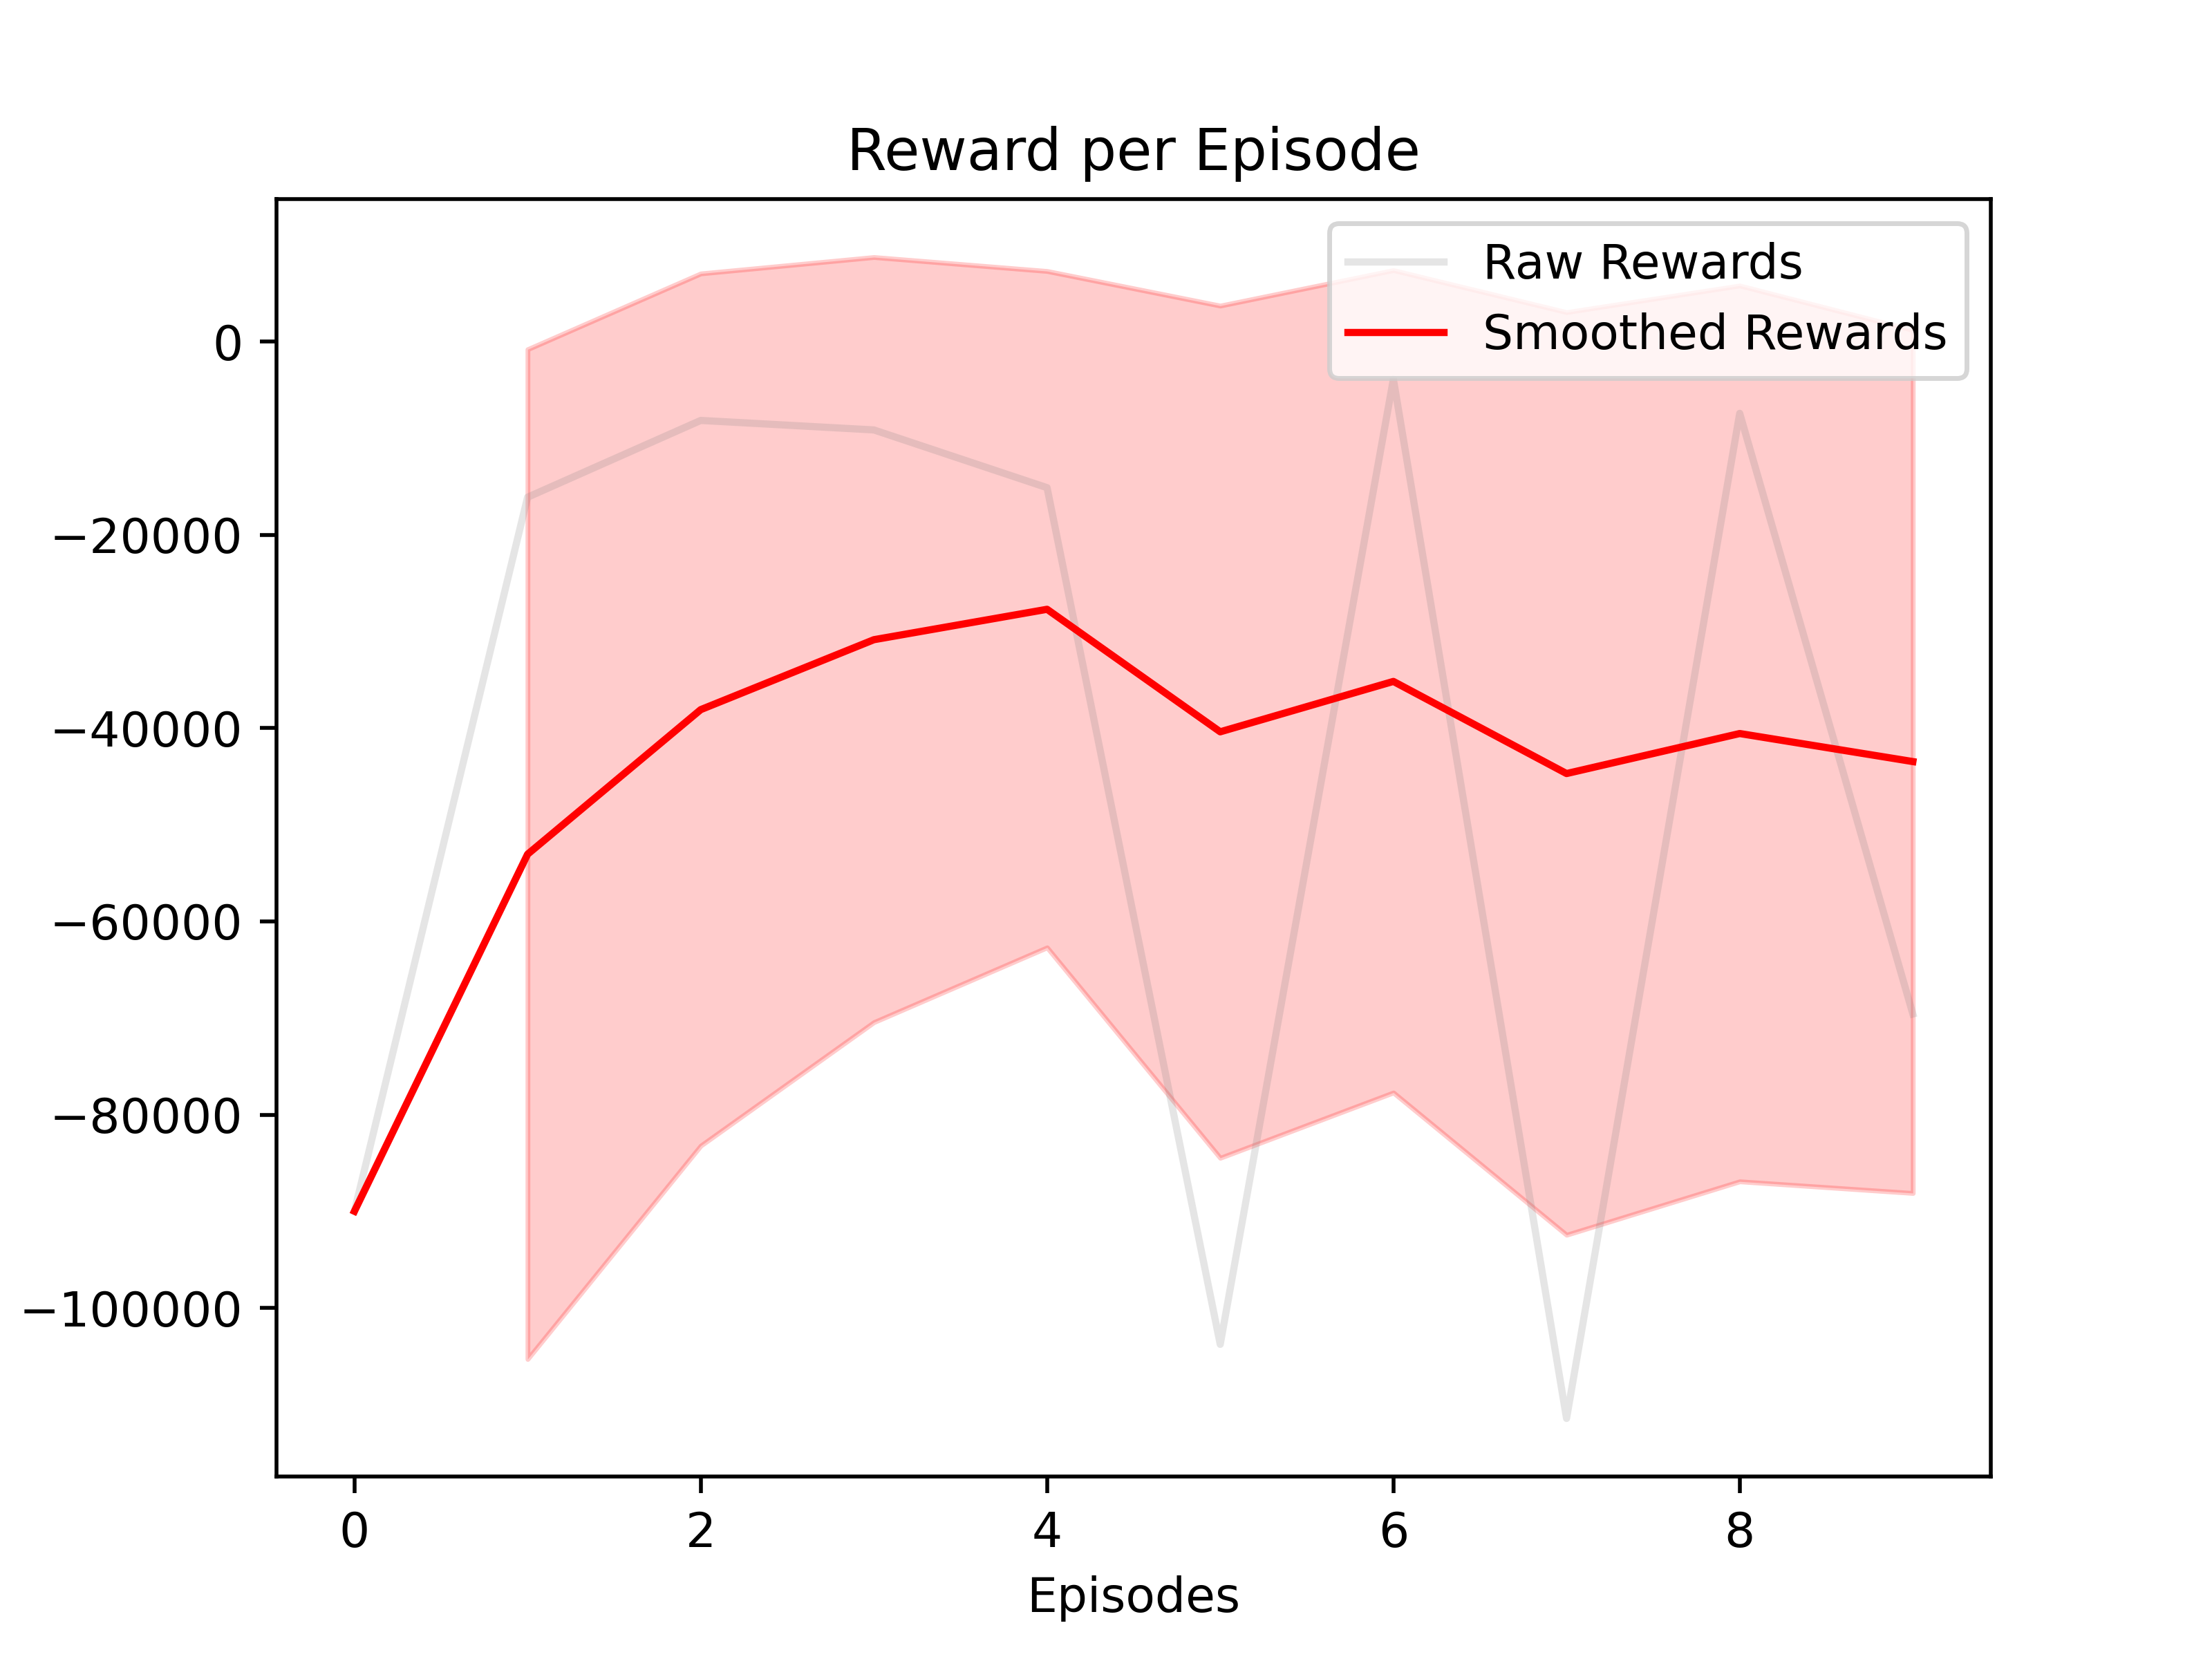 Reward per Episode
Raw Rewards
Smoothed Rewards
0
−20000
−40000
−60000
−80000
−100000
0 2 4 6 8
Episodes